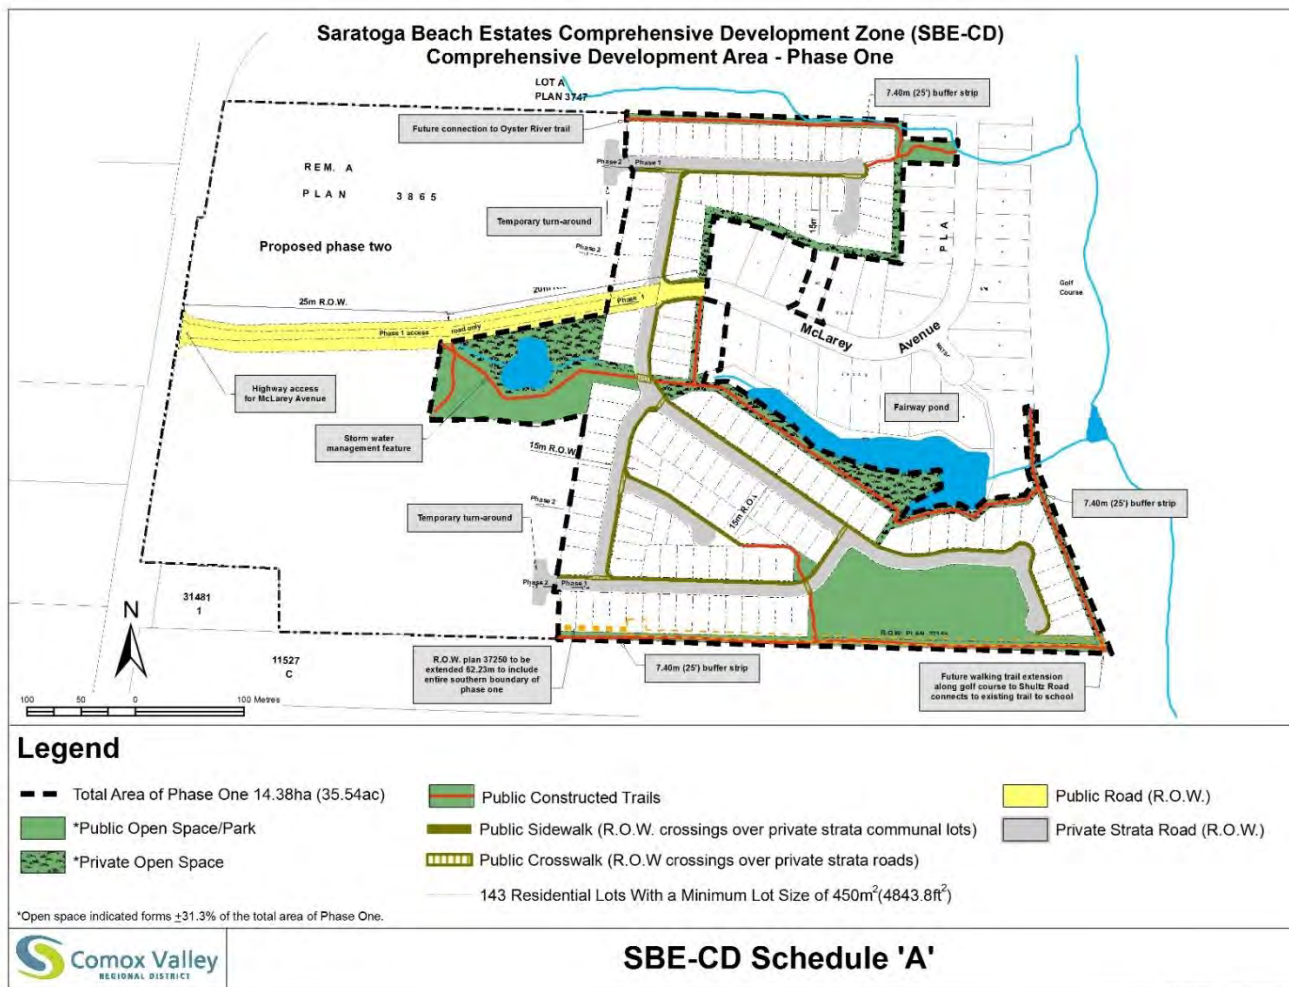 Saratoga Beach Estates Comprehensive Development Zone (SBE-CD)
Comprehensive Development Area - Phase One
LOT A
PLAN 3747
7.40m (25') buffer strip
Future connection to Oyster River trail
REM. A
PLAN 3865
Phase 2
Phase 1
Temporary turn-around
15m
PLA
Proposed phase two
Phase 2
Golf
Course
25m R.O.W.
Phase 1
Phase 1 access road only
McLarey Avenue
Highway access
for McLarey Avenue
Fairway pond
Storm water
management feature
15m R.O.W.
Phase 2
15m R.O.
7.40m (25') buffer strip
Temporary turn-around
Phase 2
Phase 1
31481
1
N
R.O.W. PLAN
11527
C
R.O.W. plan 37250 to be
extended 62.23m to include
entire southern boundary of
phase one
7.40m (25') buffer strip
Future walking trail extension
along golf course to Shultz Road
connects to existing trail to school
100 50 0 100 Metres
Legend
Total Area of Phase One 14.38ha (35.54ac)
*Public Open Space/Park
*Private Open Space
Public Constructed Trails
Public Sidewalk (R.O.W. crossings over private strata communal lots)
Public Crosswalk (R.O.W crossings over private strata roads)
143 Residential Lots With a Minimum Lot Size of 450m²(4843.8ft²)
Public Road (R.O.W.)
Private Strata Road (R.O.W.)
*Open space indicated forms ±31.3% of the total area of Phase One.
Comox Valley
REGIONAL DISTRICT
SBE-CD Schedule 'A'